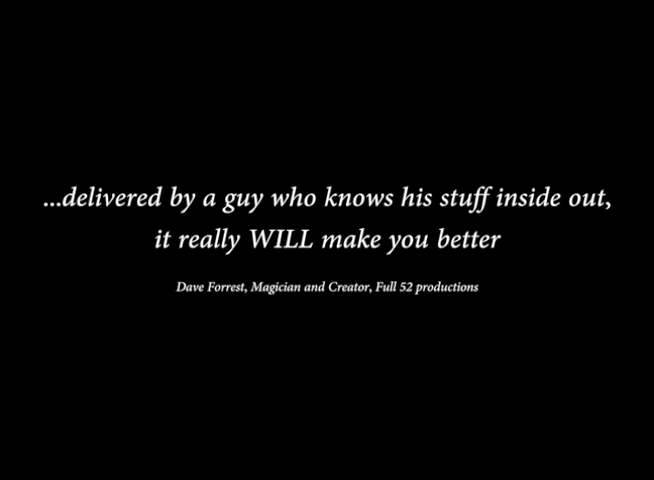 ...delivered by a guy who knows his stuff inside out,
it really WILL make you better
Dave Forrest, Magician and Creator, Full 52 productions